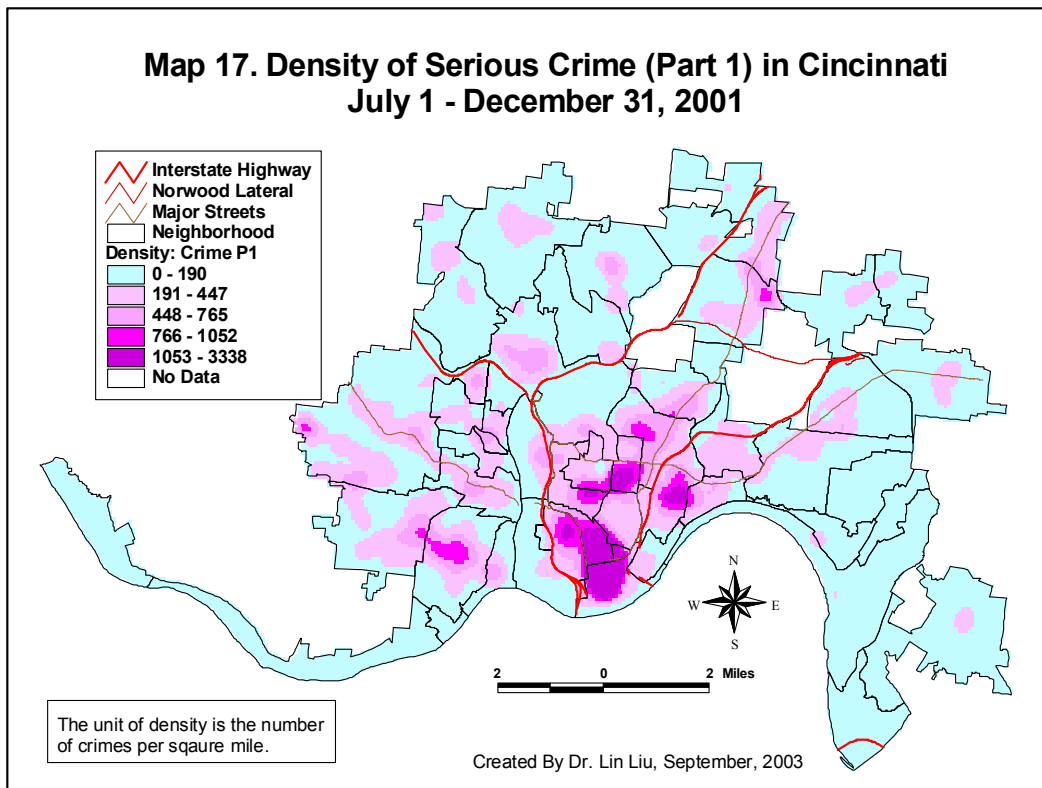 Map 17. Density of Serious Crime (Part 1) in Cincinnati
July 1 - December 31, 2001
Interstate Highway
Norwood Lateral
Major Streets
Neighborhood
Density: Crime P1
0 - 190
191 - 447
448 - 765
766 - 1052
1053 - 3338
No Data
N
W E
S
2 0 2 Miles
The unit of density is the number
of crimes per sqaure mile.
Created By Dr. Lin Liu, September, 2003